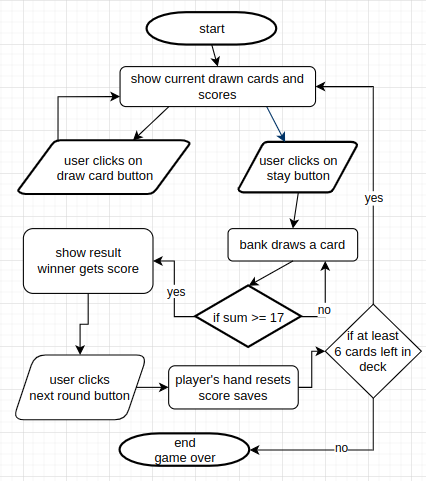 start
show current drawn cards and
scores
user clicks on
draw card button
user clicks on
stay button
yes
bank draws a card
show result
winner gets score
yes
if sum >= 17
no
if at least
6 cards left in
deck
user clicks
next round button
player's hand resets
score saves
end
game over
no